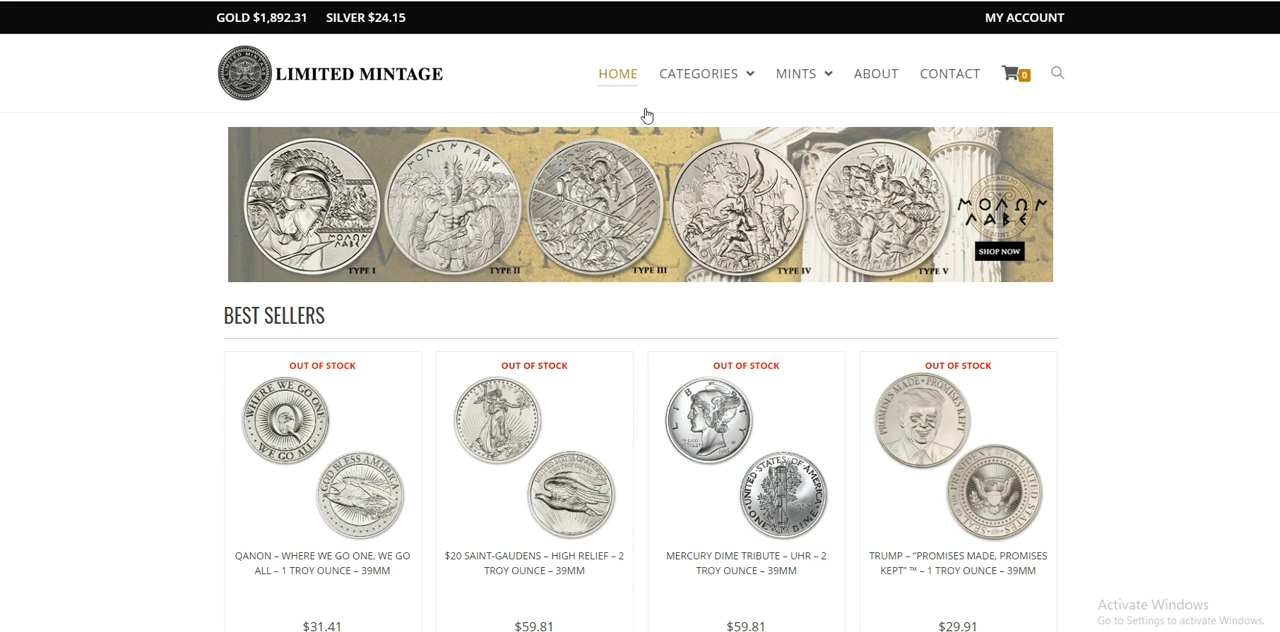 GOLD $1,892.31 SILVER $24.15 MY ACCOUNT
LIMITED MINTAGE HOME CATEGORIES MINTS ABOUT CONTACT 0
ΜΟΛΩΝ ΛΑΒΕ
ΜΟΛΩΝ
ΛΑΒΕ
ΜΟΛΩΝ
ΛΑΒΕ
SHOP NOW
TYPE I TYPE II TYPE III TYPE IV TYPE V
BEST SELLERS
OUT OF STOCK OUT OF STOCK OUT OF STOCK OUT OF STOCK
WHERE WE GO ONE
Q
WE GO ALL
GOD BLESS AMERICA
LIBERTY
UNITED STATES OF AMERICA
ONE DIME
PROMISES MADE • PROMISES KEPT
SEAL PRESIDENT OF THE UNITED STATES
QANON – WHERE WE GO ONE, WE GO
ALL – 1 TROY OUNCE – 39MM
$20 SAINT-GAUDENS – HIGH RELIEF – 2
TROY OUNCE – 39MM
MERCURY DIME TRIBUTE – UHR – 2
TROY OUNCE – 39MM
TRUMP – “PROMISES MADE, PROMISES
KEPT” ™ – 1 TROY OUNCE – 39MM
$31.41 $59.81 $59.81 $29.91
Activate Windows
Go to Settings to activate Windows.